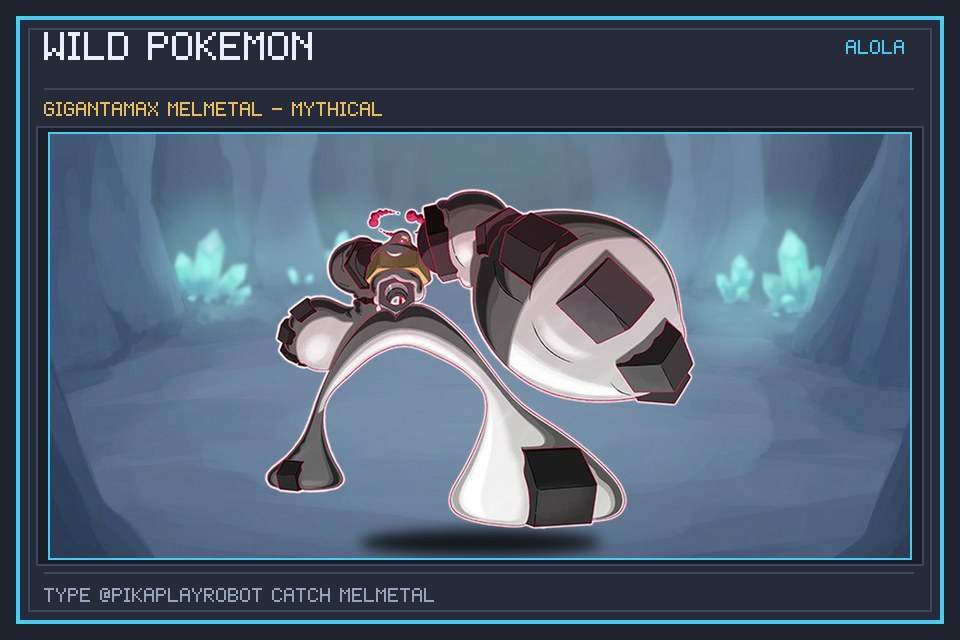 WILD POKEMON
ALOLA
GIGANTAMAX MELMETAL - MYTHICAL
TYPE @PIKAPLAYROBOT CATCH MELMETAL